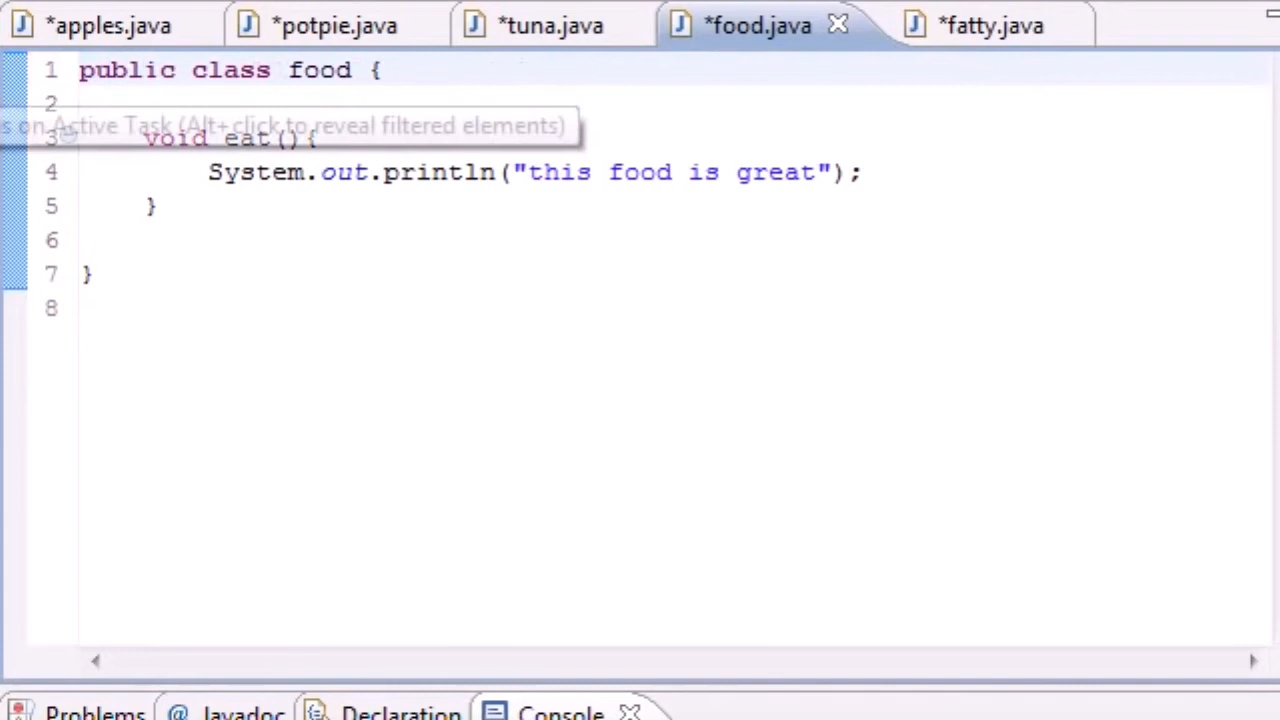 *apples.java *potpie.java *tuna.java *food.java *fatty.java
1 public class food {
2
s on Active Task (Alt+click to reveal filtered elements)
3 void eat(){
4 System.out.println("this food is great");
5 }
6
7 }
8
Problems @ Javadoc Declaration Console